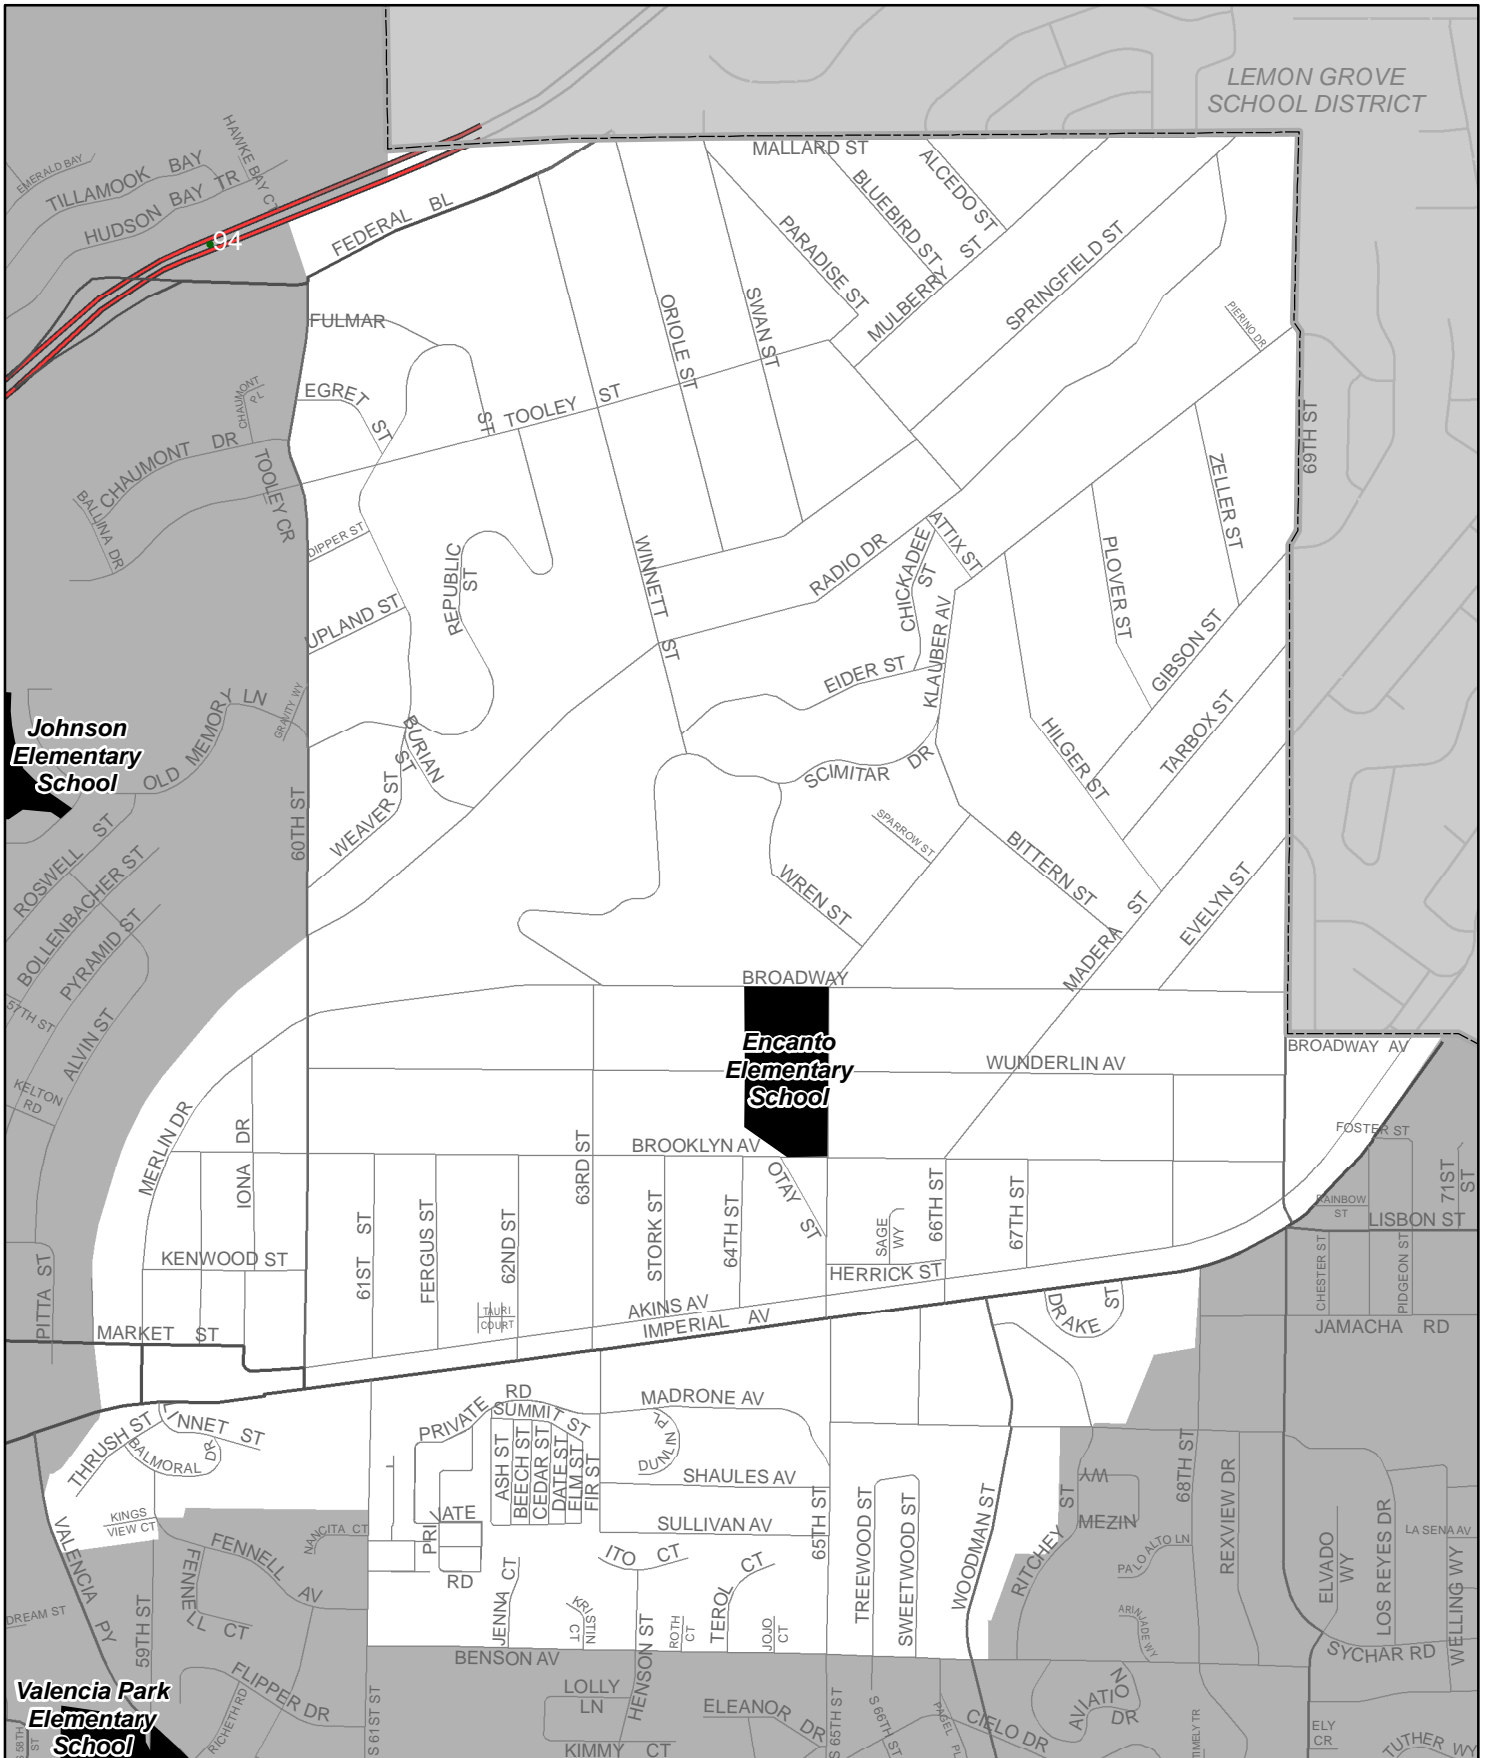 LEMON GROVE
SCHOOL DISTRICT
HAWKE BAY CT
EMERALD BAY
TILLAMOOK BAY
HUDSON BAY TR
94
FEDERAL BL
MALLARD ST
ALCEDO ST
BLUEBIRD ST
PARADISE ST
MULBERRY ST
SPRINGFIELD ST
PIERINO DR
FULMAR ST
ORIOLE ST
SWAN ST
EGRET ST
TOOLEY ST
CHAUMONT PL
CHAUMONT DR
BALLINA DR
TOOLEY CR
69TH ST
ZELLER ST
DIPPER ST
REPUBLIC ST
WINNETT ST
RADIO DR
CHICKADEE ST
ATTIX ST
PLOVER ST
UPLAND ST
KLAUBER AV
GIBSON ST
EIDER ST
TARBOX ST
HILGER ST
OLD MEMORY LN
GRAVITY WY
Johnson
Elementary
School
BURIAN ST
WEAVER ST
SCIMITAR DR
60TH ST
SPARROW ST
BITTERN ST
WREN ST
ROSWELL ST
BOLLENBACHER ST
PYRAMID ST
57TH ST
ALVIN ST
KELTON
RD
MADERA ST
EVELYN ST
BROADWAY
Encanto
Elementary
School
WUNDERLIN AV
BROADWAY AV
MERLIN DR
IONA DR
BROOKLYN AV
FOSTER ST
63RD ST
OTAY ST
RAINBOW
ST
71ST ST
LISBON ST
61ST ST
FERGUS ST
62ND ST
STORK ST
64TH ST
SAGE WY
66TH ST
67TH ST
KENWOOD ST
HERRICK ST
CHESTER ST
PIDGEON ST
PITTA ST
TAURI
COURT
AKINS AV
IMPERIAL AV
DRAKE ST
MARKET ST
JAMACHA RD
PRIVATE RD
SUMMIT ST
MADRONE AV
LINNET ST
THRUSH ST
BALMORAL DR
ASH ST
BEECH ST
CEDAR ST
DATE ST
ELM ST
FIR ST
DUNLIN PL
SHAULES AV
68TH ST
REXVIEW DR
KINGS
VIEW CT
VALENCIA PY
NANCITA CT
PRIVATE
RD
SULLIVAN AV
65TH ST
TREEWOOD ST
SWEETWOOD ST
WOODMAN ST
RITCHEY ST
MEZIN WY
PALO ALTO LN
ELVADO WY
LOS REYES DR
LA SENA AV
WELLING WY
FENNELL AV
FENNELL CT
ITO CT
TEROL CT
JENNA CT
KRISTIN CT
HENSON ST
ROTH CT
JOJO CT
ARINJADE WY
DREAM ST
59TH ST
BENSON AV
SYCHAR RD
FLIPPER DR
RICHETH RD
Valencia Park
Elementary
School
S 58TH ST
S 61ST ST
LOLLY
LN
KIMMY CT
ELEANOR DR
S 65TH ST
S 66TH ST
PAGEL PL
CIELO DR
AVIATION DR
TIMELY TR
ELY
CR
TUTHER WY